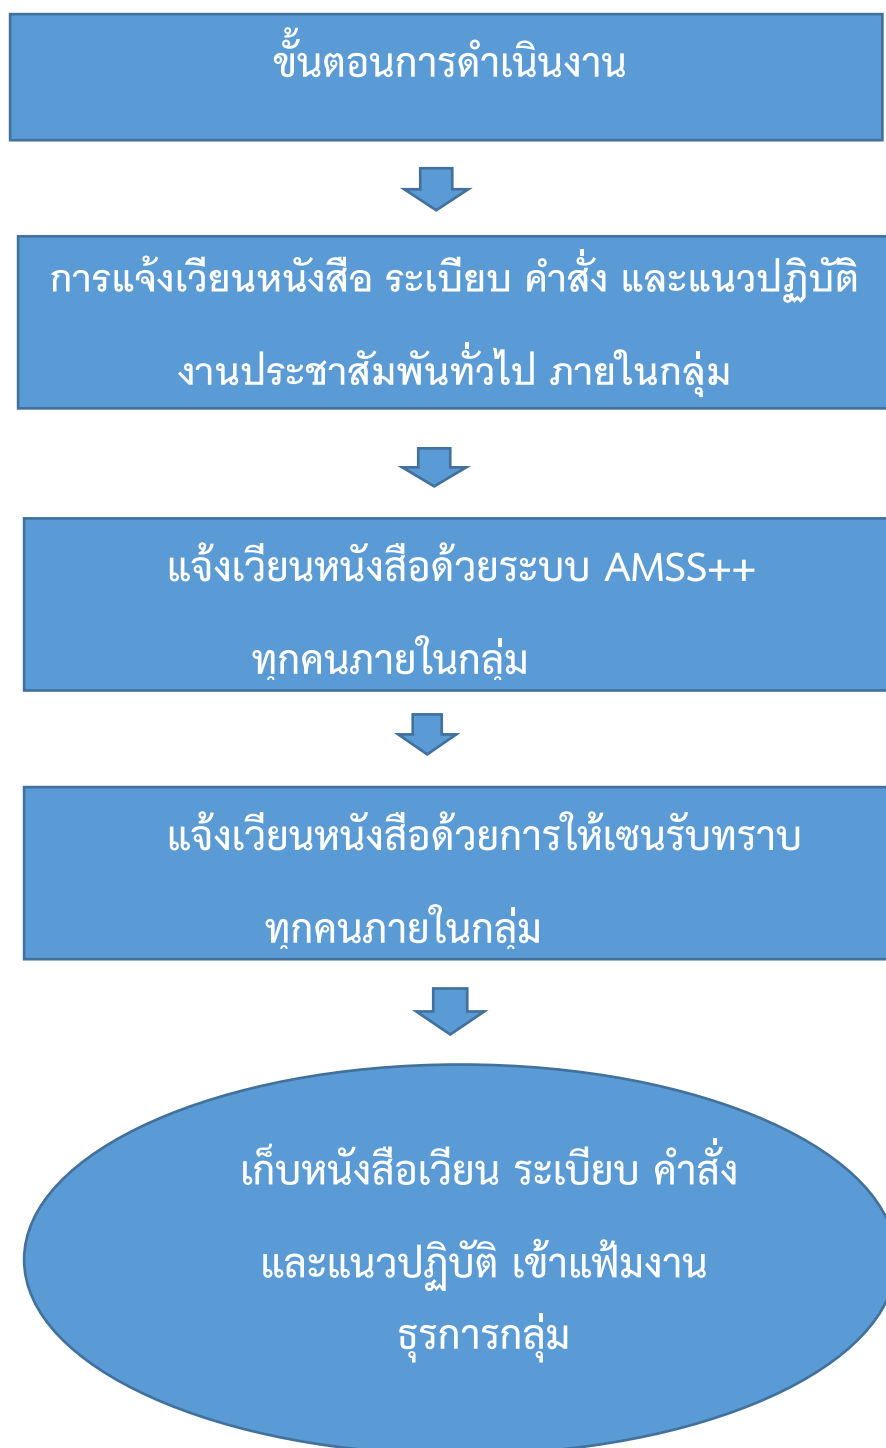 ขั้นตอนการดำเนินงาน
การแจ้งเวียนหนังสือ ระเบียบ คำสั่ง และแนวปฏิบัติ
งานประชาสัมพันทั่วไป ภายในกลุ่ม
แจ้งเวียนหนังสือด้วยระบบ AMSS++
ทุกคนภายในกลุ่ม
แจ้งเวียนหนังสือด้วยการให้เซนรับทราบ
ทุกคนภายในกลุ่ม
เก็บหนังสือเวียน ระเบียบ คำสั่ง
และแนวปฏิบัติ เข้าแฟ้มงาน
ธุรการกลุ่ม